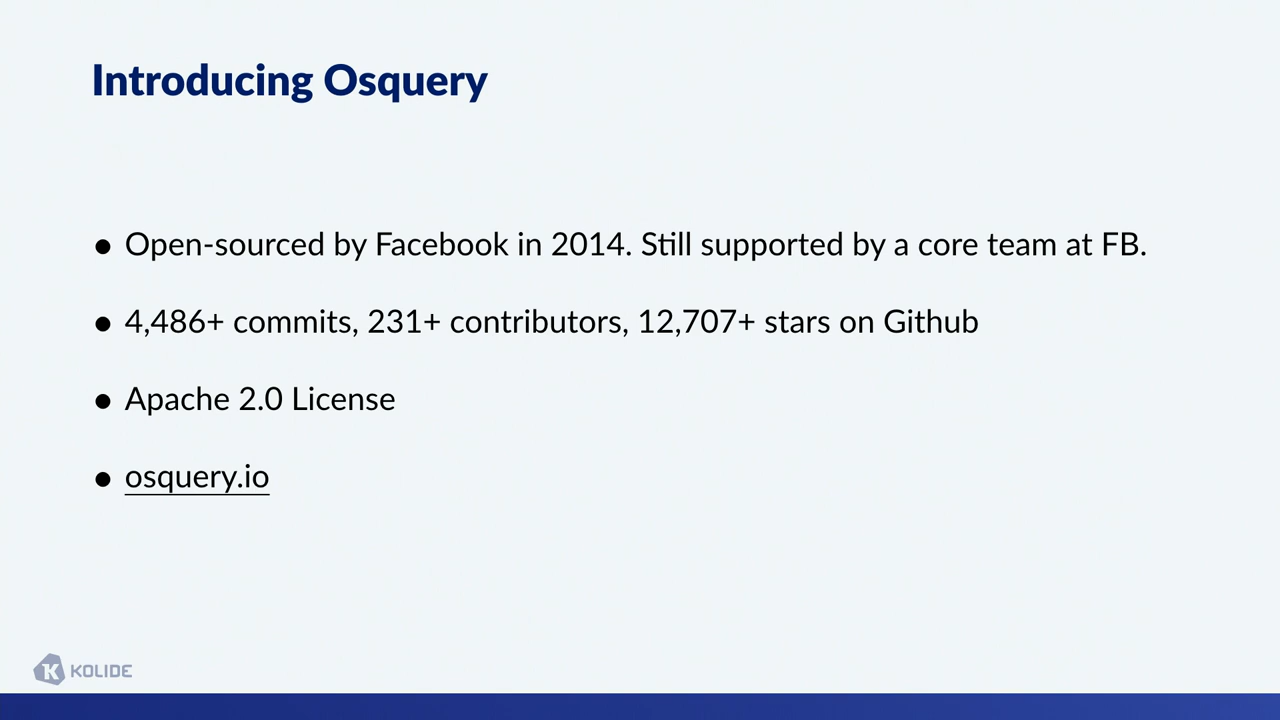 Introducing Osquery
● Open-sourced by Facebook in 2014. Still supported by a core team at FB.
● 4,486+ commits, 231+ contributors, 12,707+ stars on Github
● Apache 2.0 License
● osquery.io
K KOLIDE